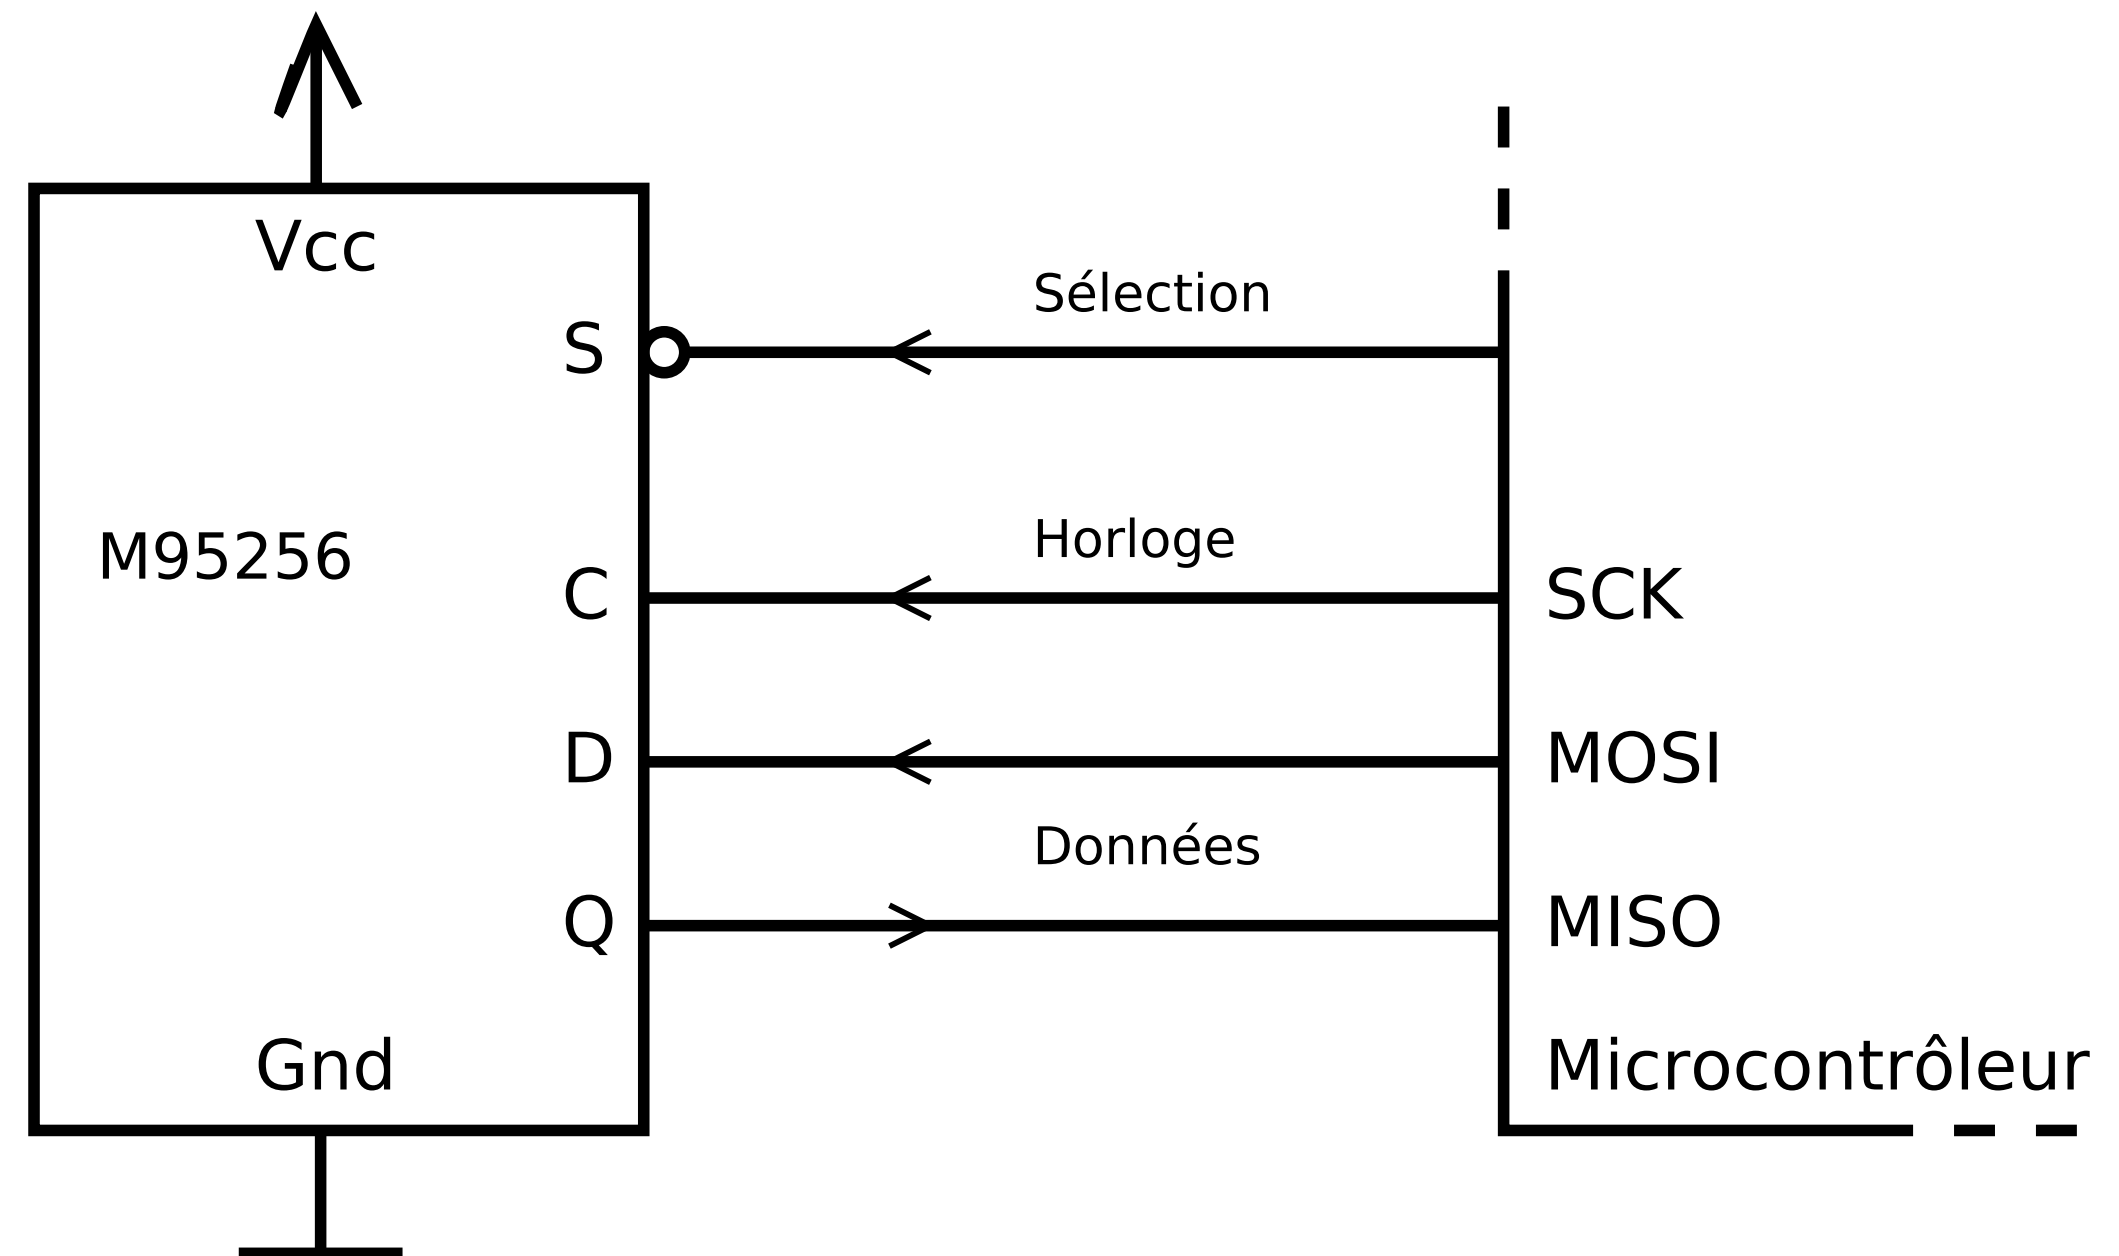 Vcc
S
Sélection
M95256
Horloge
C
SCK
D
MOSI
Données
Q
MISO
Gnd
Microcontrôleur